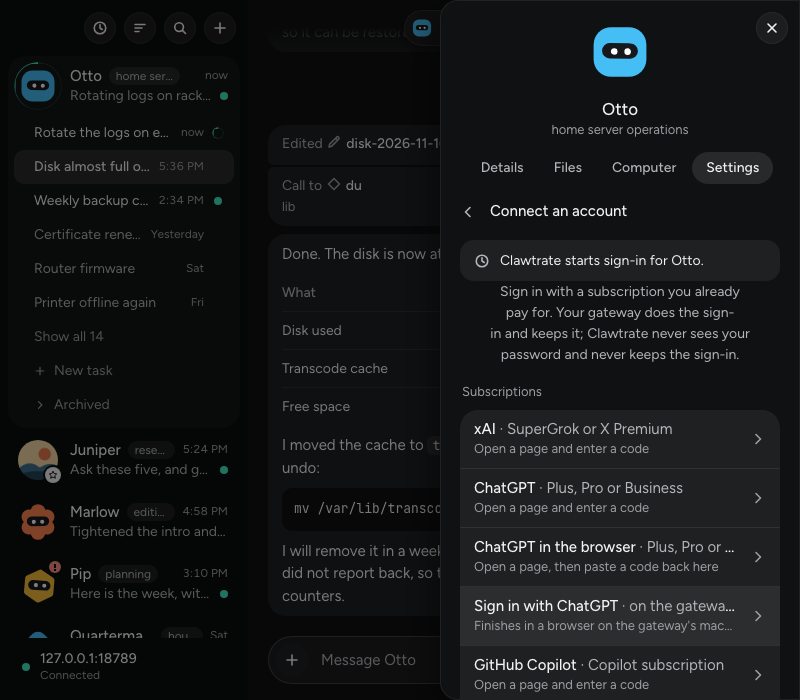 so it can be restor
Otto
home ser...
now
Rotating logs on rack...
Rotate the logs on e...
now
Disk almost full o...
5:36 PM
Weekly backup c...
2:34 PM
Certificate rene...
Yesterday
Router firmware
Sat
Printer offline again
Fri
Show all 14
New task
Archived
Juniper
rese...
5:24 PM
Ask these five, and g...
Marlow
editi...
4:58 PM
Tightened the intro and...
Pip
planning
3:10 PM
Here is the week, wit...
Quarterma
hou
Sat
127.0.0.1:18789
Connected
Edited
disk-2026-11-1
Call to
du
lib
Done. The disk is now at
What
Disk used
Transcode cache
Free space
I moved the cache to
undo:
mv /var/lib/transco
I will remove it in a week
did not report back, so t
counters.
Message Otto
Otto
home server operations
Details
Files
Computer
Settings
Connect an account
Clawtrate starts sign-in for Otto.
Sign in with a subscription you already
pay for. Your gateway does the sign-
in and keeps it; Clawtrate never sees your
password and never keeps the sign-in.
Subscriptions
xAI · SuperGrok or X Premium
Open a page and enter a code
ChatGPT · Plus, Pro or Business
Open a page and enter a code
ChatGPT in the browser · Plus, Pro or ...
Open a page, then paste a code back here
Sign in with ChatGPT · on the gatewa...
Finishes in a browser on the gateway's mac...
GitHub Copilot · Copilot subscription
Open a page and enter a code